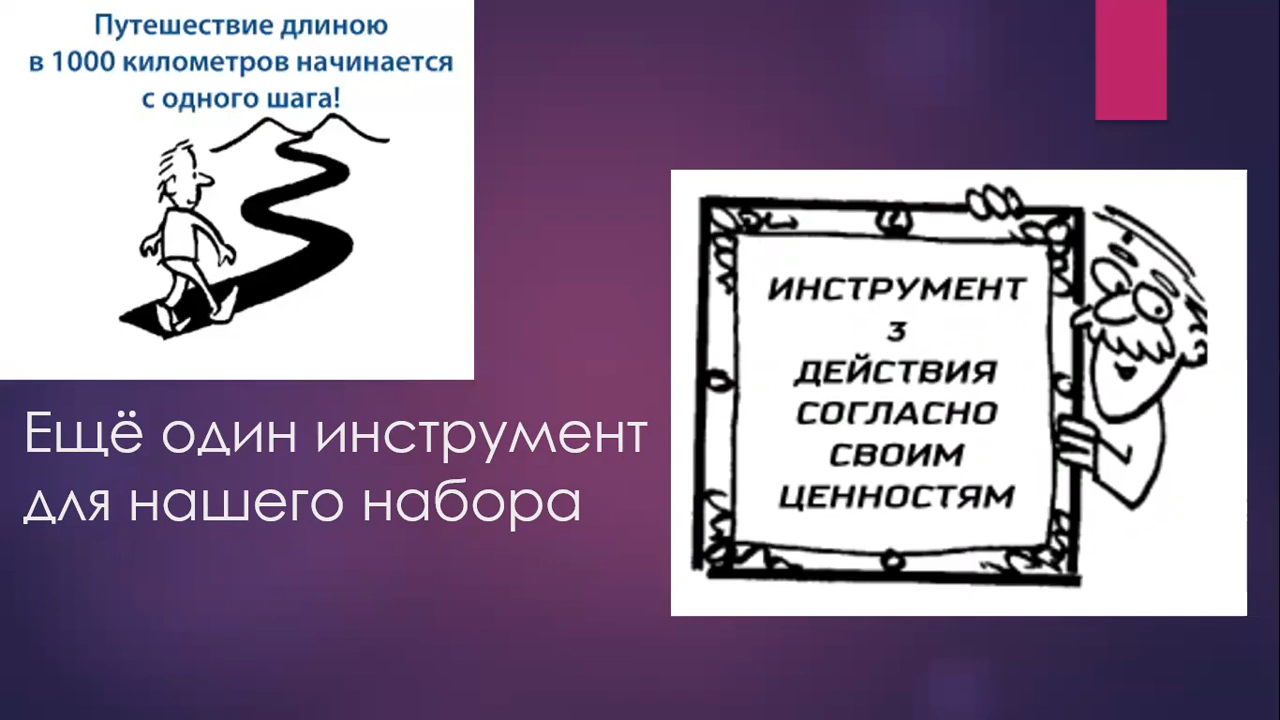 Путешествие длиною
в 1000 километров начинается
с одного шага!
Ещё один инструмент
для нашего набора
ИНСТРУМЕНТ
3
ДЕЙСТВИЯ
СОГЛАСНО
СВОИМ
ЦЕННОСТЯМ